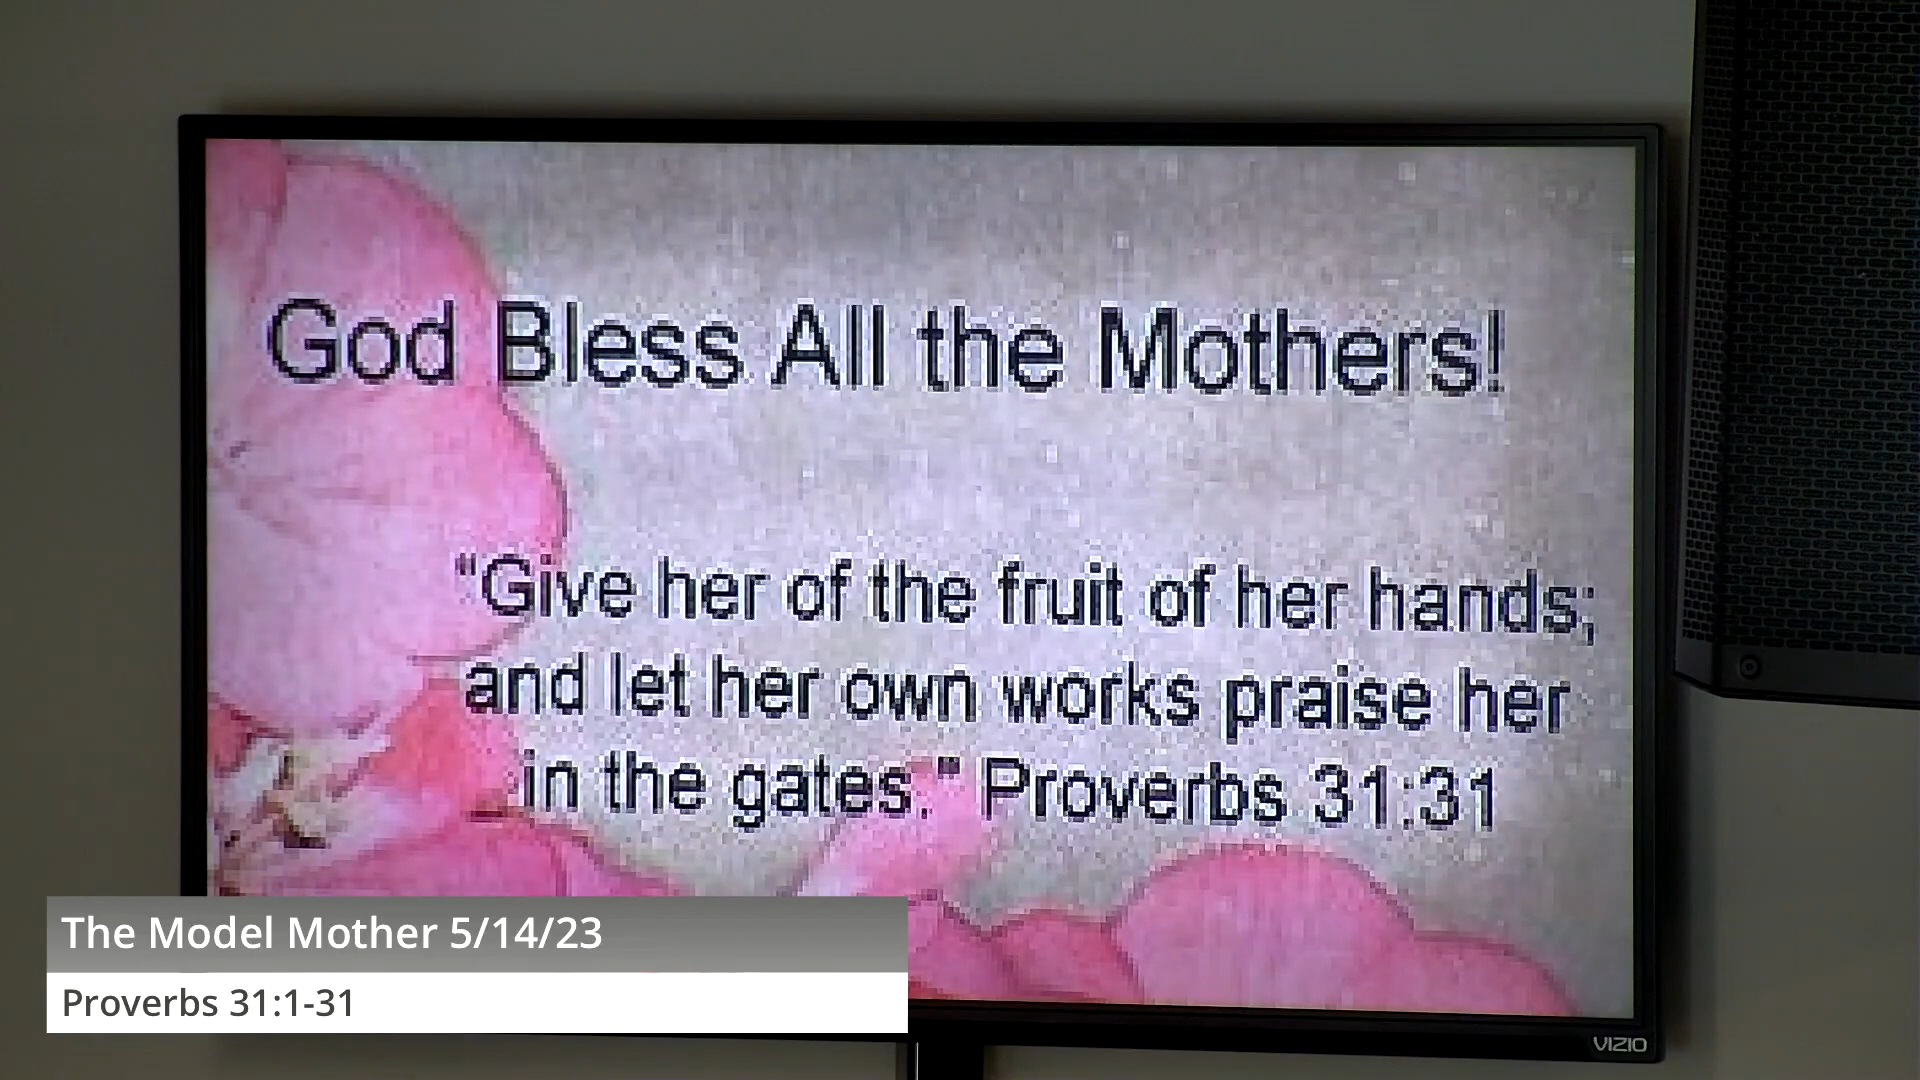 God Bless All the Mothers!
"Give her of the fruit of her hands;
and let her own works praise her
in the gates." Proverbs 31:31
The Model Mother 5/14/23
Proverbs 31:1-31
VIZIO